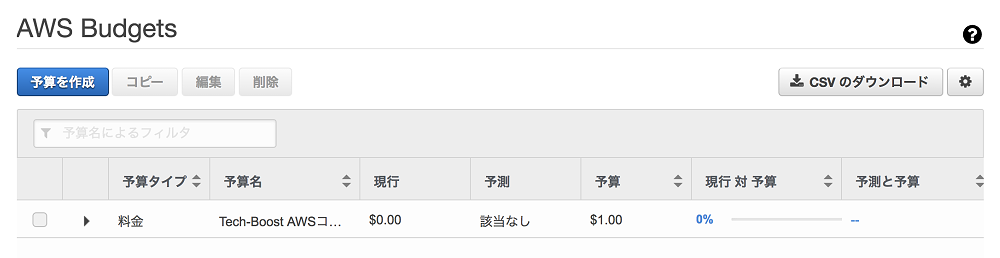 AWS Budgets
予算を作成 コピー 編集 削除 CSV のダウンロード
予算名によるフィルタ
予算タイプ 予算名 現行 予測 予算 現行 対 予算 予測と予算
料金 Tech-Boost AWSコ... $0.00 該当なし $1.00 0% --